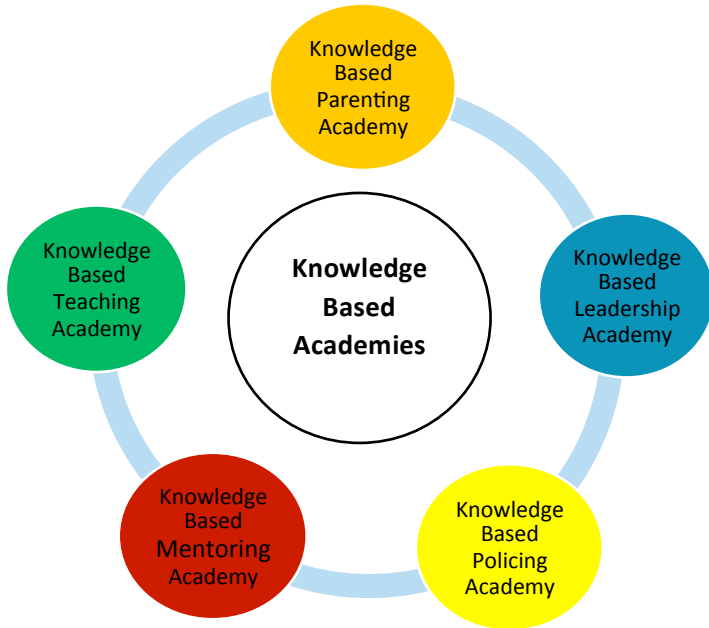 Knowledge
Based
Parenting
Academy
Knowledge
Based
Leadership
Academy
Knowledge
Based
Policing
Academy
Knowledge
Based
Mentoring
Academy
Knowledge
Based
Teaching
Academy
Knowledge
Based
Academies